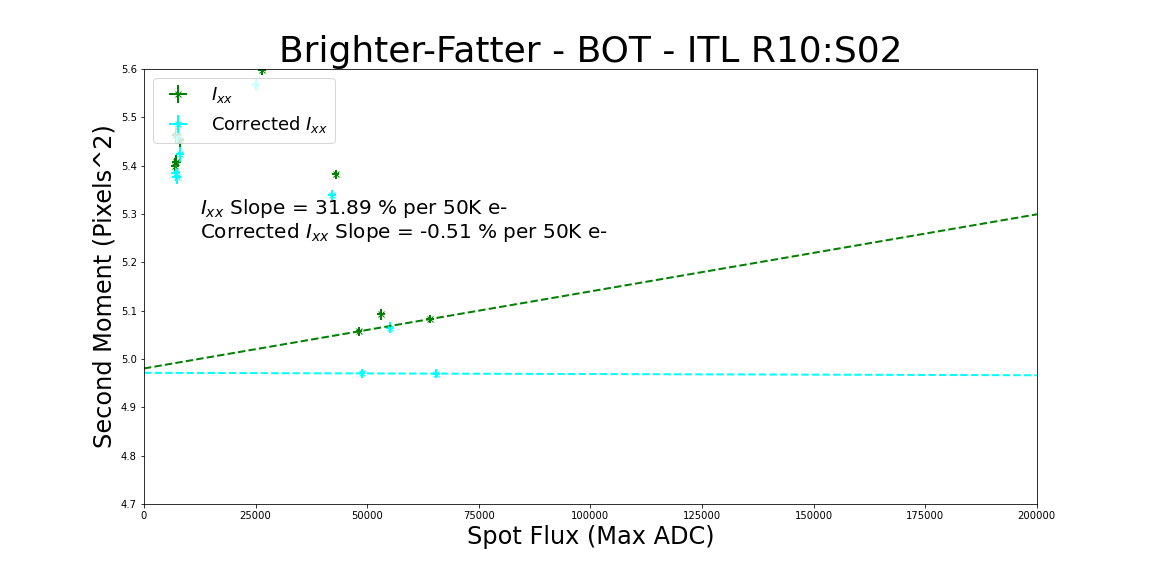 Brighter-Fatter - BOT - ITL R10:S02
5.6
5.5
5.4
5.3
5.2
5.1
5.0
4.9
4.8
4.7
Second Moment (Pixels^2)
I_xx
Corrected I_xx
I_xx Slope = 31.89 % per 50K e-
Corrected I_xx Slope = -0.51 % per 50K e-
0 25000 50000 75000 100000 125000 150000 175000 200000
Spot Flux (Max ADC)